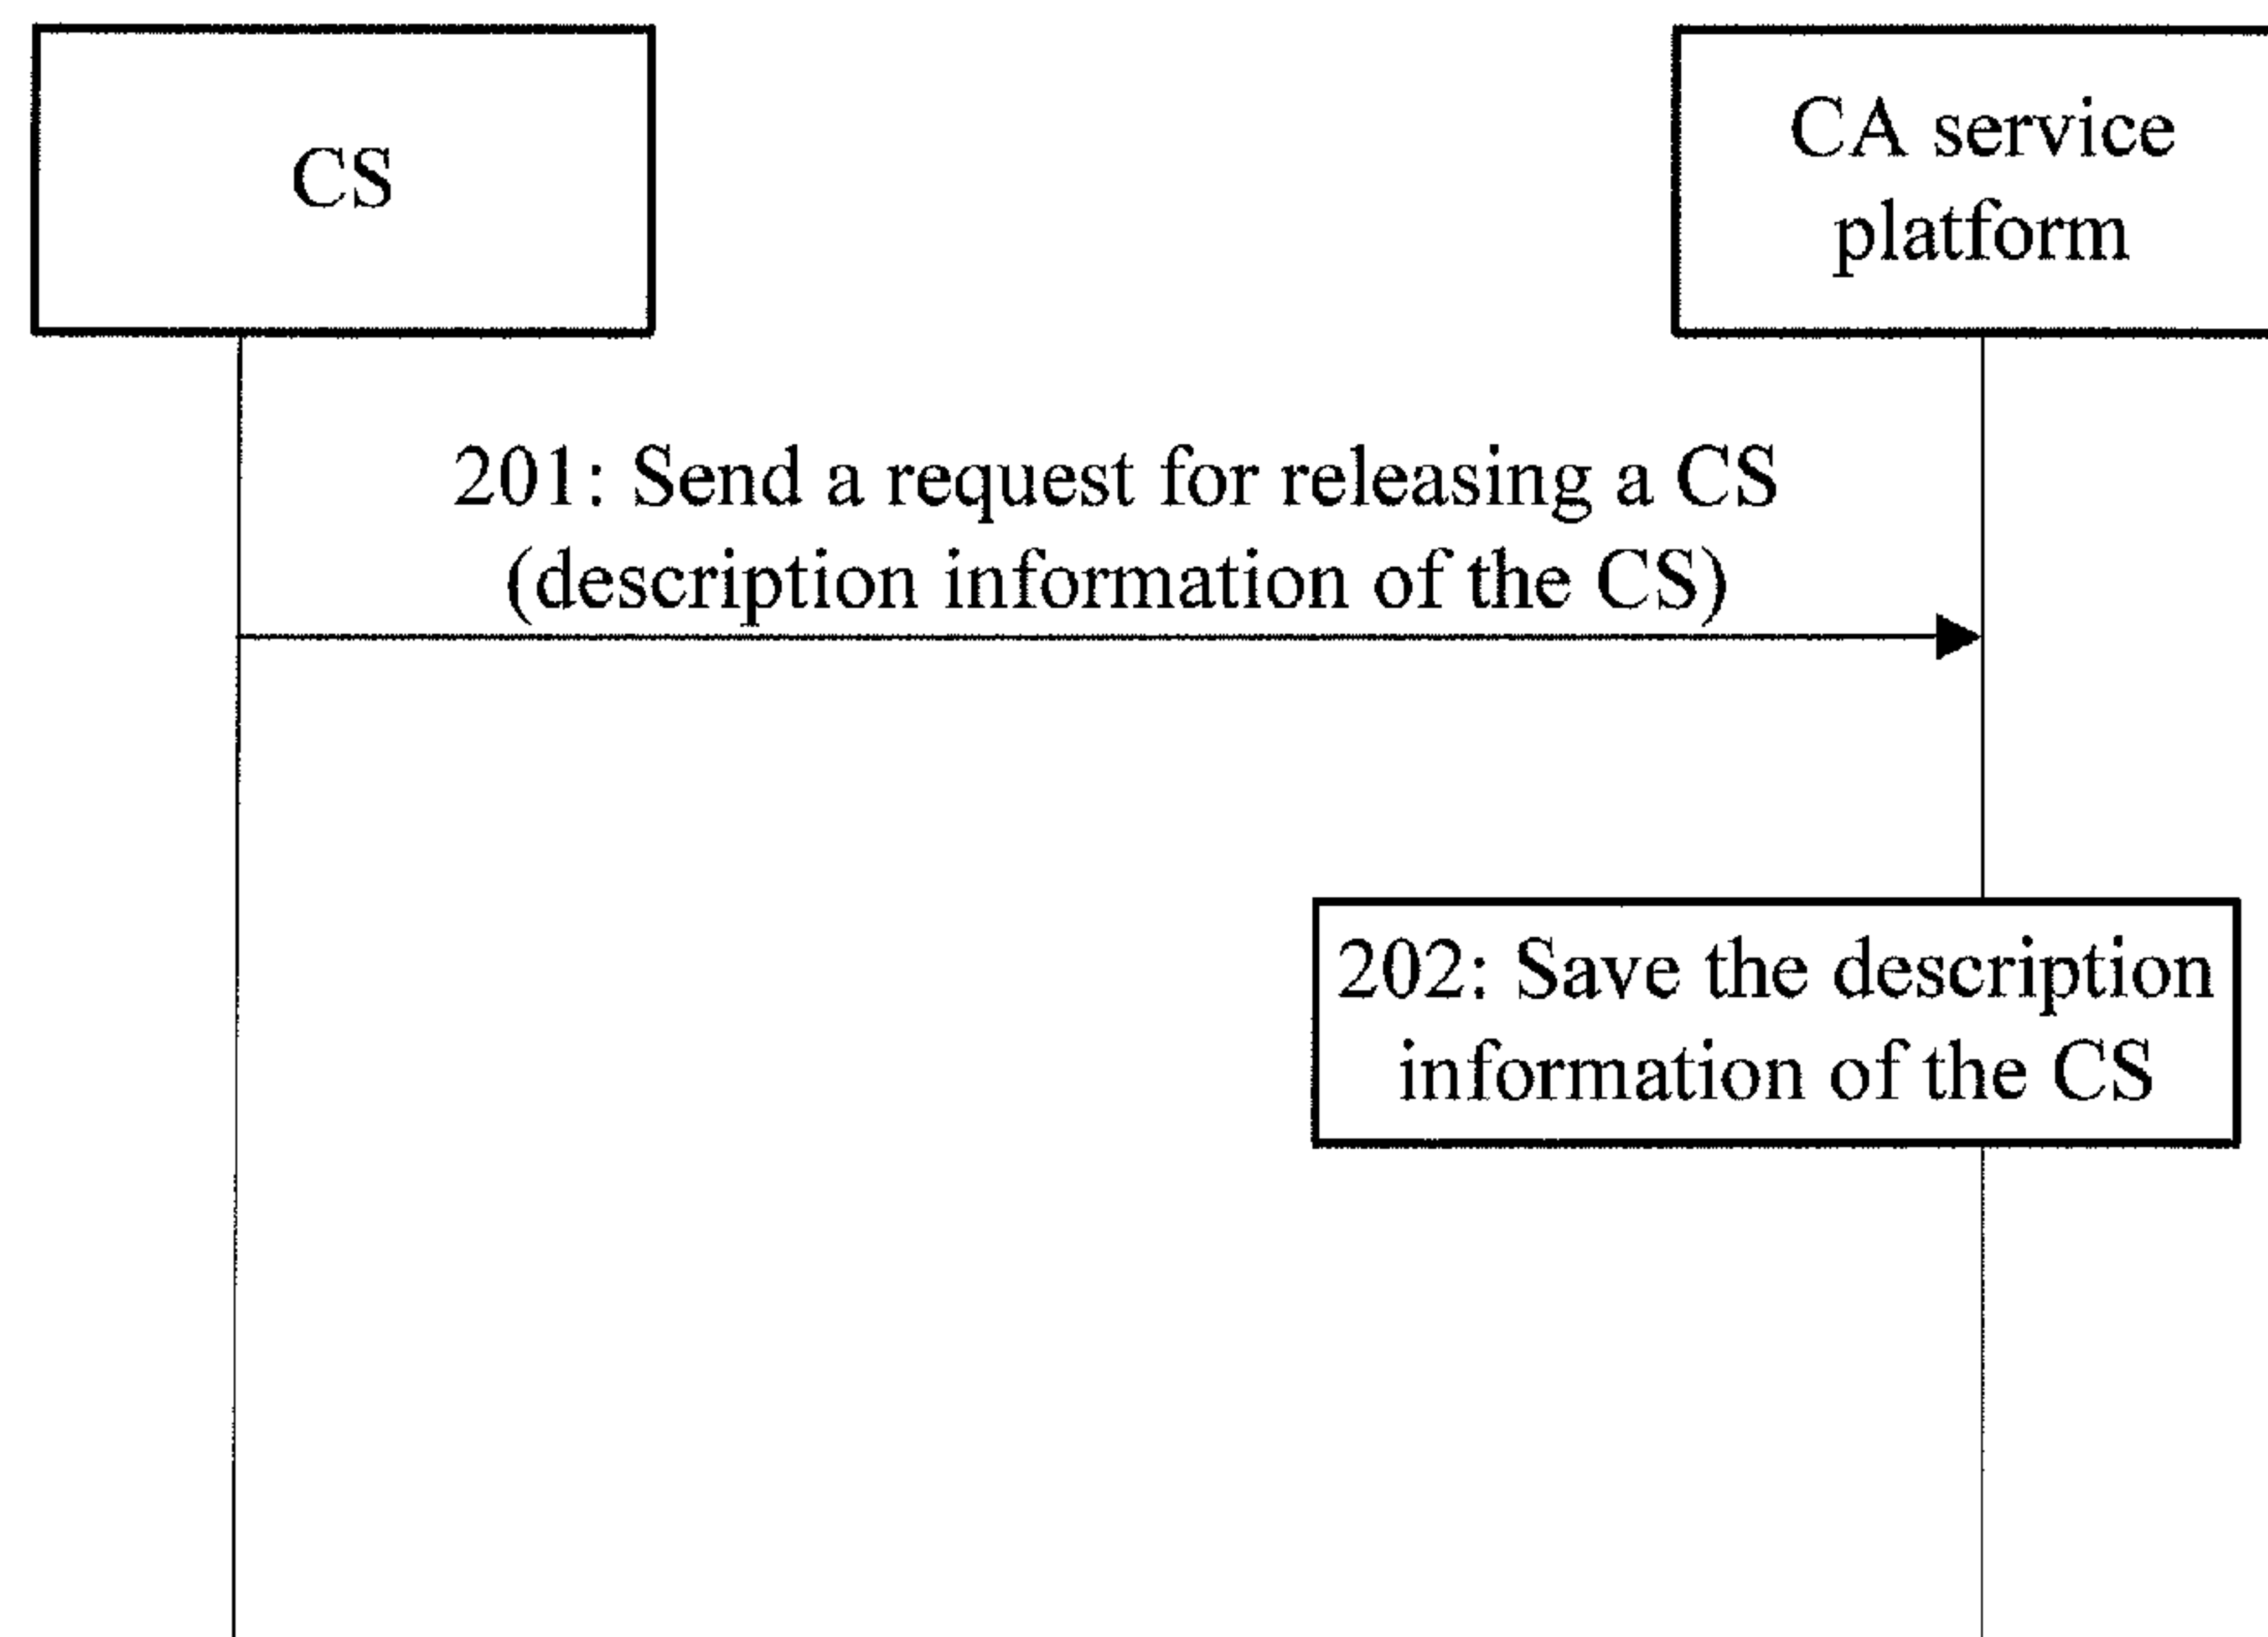 CS
CA service
platform
201: Send a request for releasing a CS
(description information of the CS)
202: Save the description
information of the CS